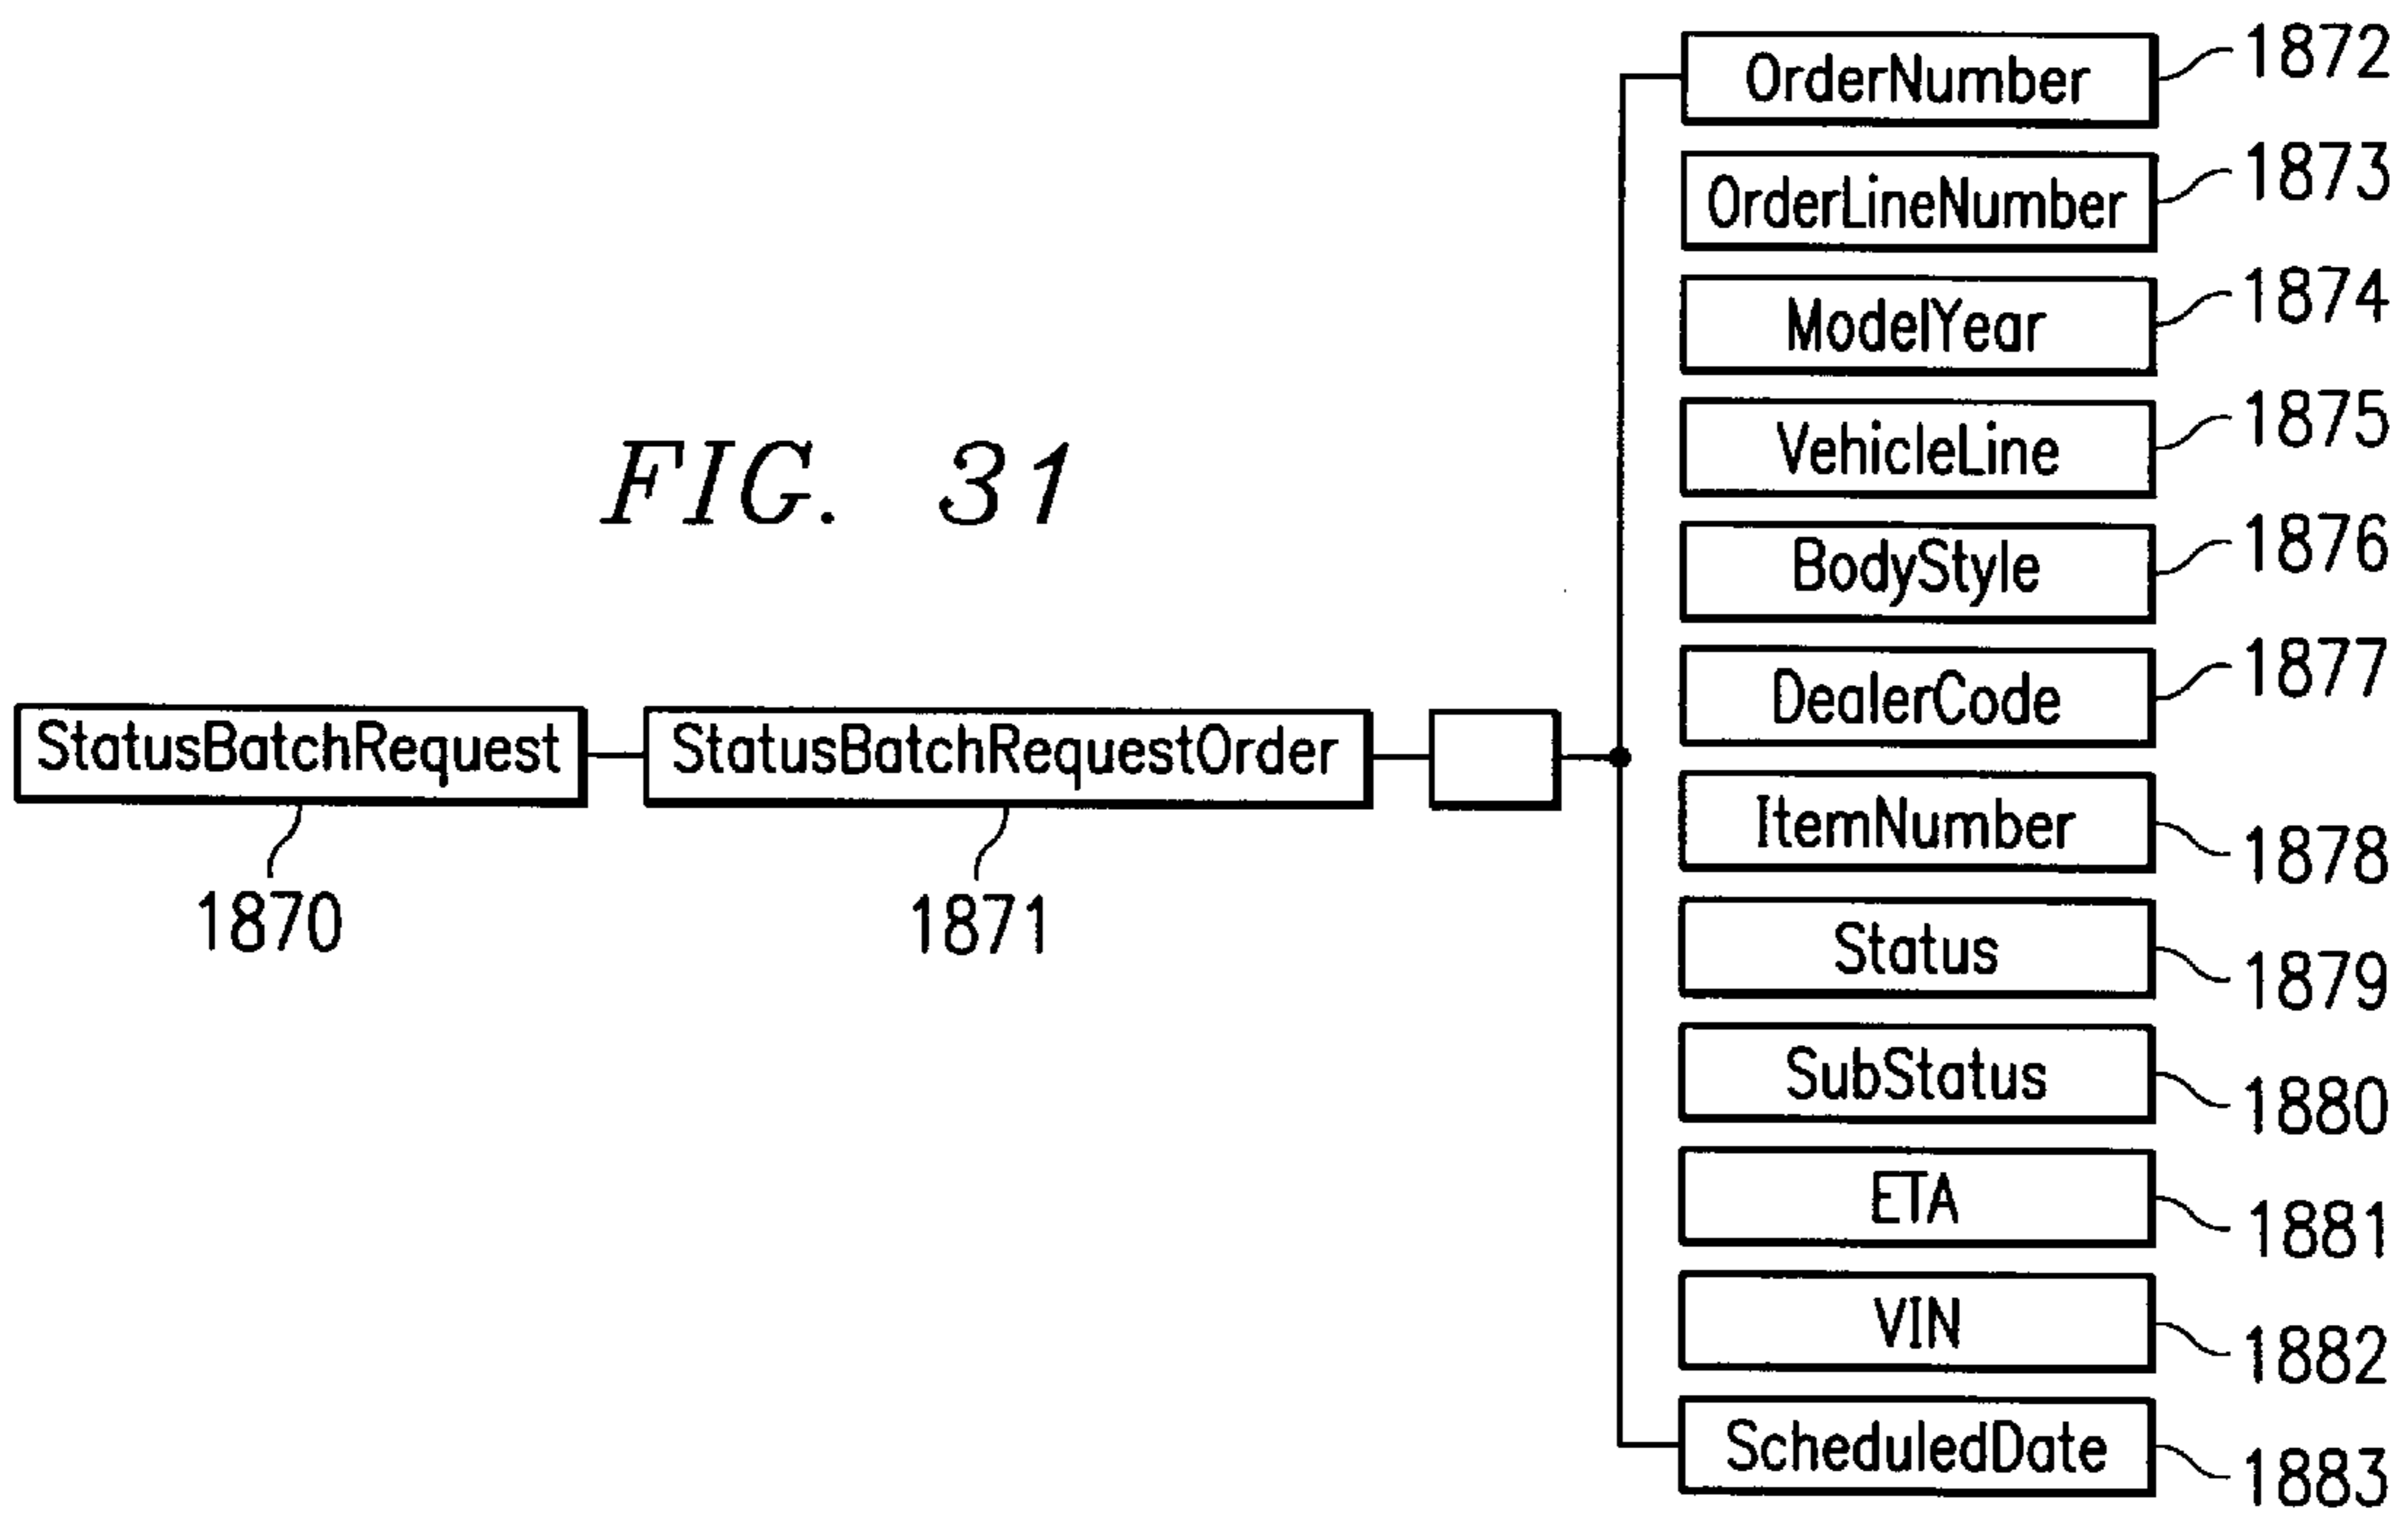 OrderNumber 1872
OrderLineNumber 1873
ModelYear 1874
VehicleLine 1875
FIG. 31
BodyStyle 1876
DealerCode 1877
StatusBatchRequest
StatusBatchRequestOrder
1870
1871
ItemNumber 1878
Status 1879
SubStatus 1880
ETA 1881
VIN 1882
ScheduledDate 1883